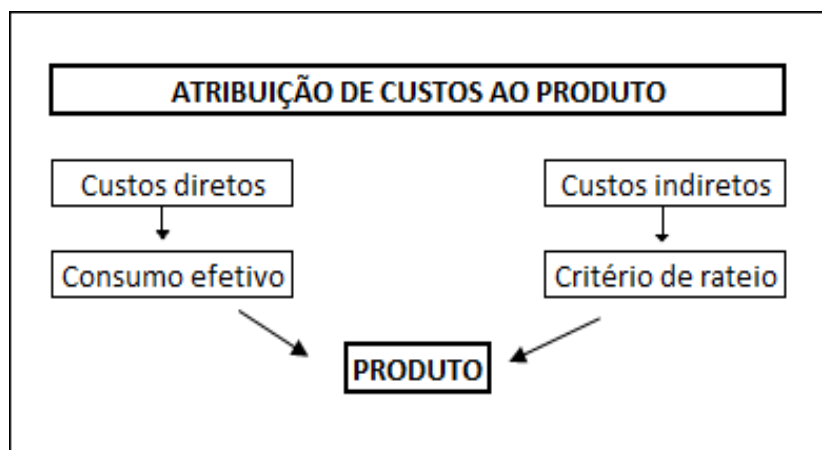 ATRIBUIÇÃO DE CUSTOS AO PRODUTO
Custos diretos
Custos indiretos
Consumo efetivo
Critério de rateio
PRODUTO